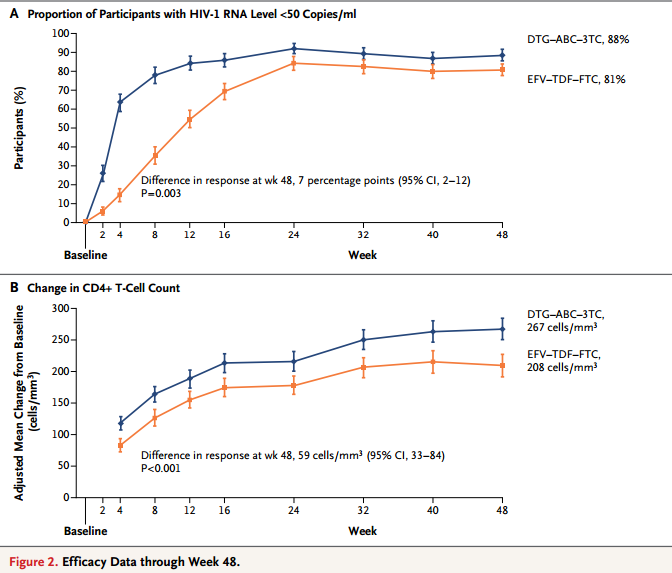 A Proportion of Participants with HIV-1 RNA Level <50 Copies/ml
Participants (%)
100
90
80
70
60
50
40
30
20
10
0
DTG–ABC–3TC, 88%
EFV–TDF–FTC, 81%
Difference in response at wk 48, 7 percentage points (95% CI, 2–12)
P=0.003
2 4 8 12 16 24 32 40 48
Baseline
Week
B Change in CD4+ T-Cell Count
Adjusted Mean Change from Baseline
(cells/mm³)
300
250
200
150
100
50
0
DTG–ABC–3TC,
267 cells/mm³
EFV–TDF–FTC,
208 cells/mm³
Difference in response at wk 48, 59 cells/mm³ (95% CI, 33–84)
P<0.001
2 4 8 12 16 24 32 40 48
Baseline
Week
Figure 2. Efficacy Data through Week 48.